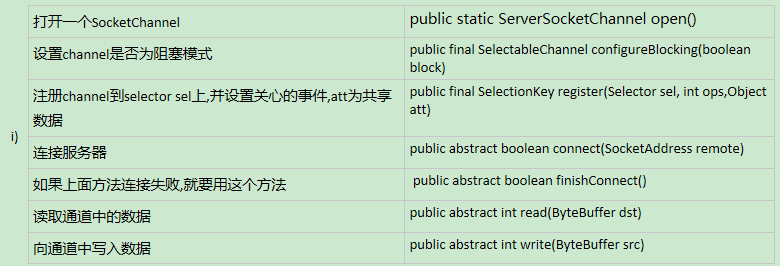 打开一个SocketChannel
public static ServerSocketChannel open()
设置channel是否为阻塞模式
public final SelectableChannel configureBlocking(boolean
block)
注册channel到selector sel上,并设置关心的事件,att为共享
数据
public final SelectionKey register(Selector sel, int ops,Object
att)
i)
连接服务器
public abstract boolean connect(SocketAddress remote)
如果上面方法连接失败,就要用这个方法
public abstract boolean finishConnect()
读取通道中的数据
public abstract int read(ByteBuffer dst)
向通道中写入数据
public abstract int write(ByteBuffer src)